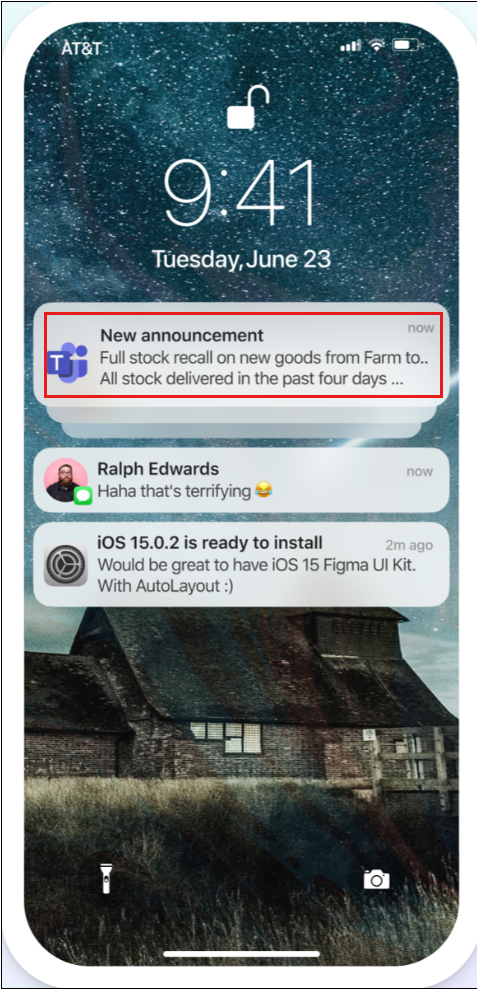 AT&T
9:41
Tuesday, June 23
New announcement
now
Full stock recall on new goods from Farm to..
All stock delivered in the past four days ...
T
Ralph Edwards
now
Haha that's terrifying 😂
iOS 15.0.2 is ready to install
2m ago
Would be great to have iOS 15 Figma UI Kit.
With AutoLayout :)